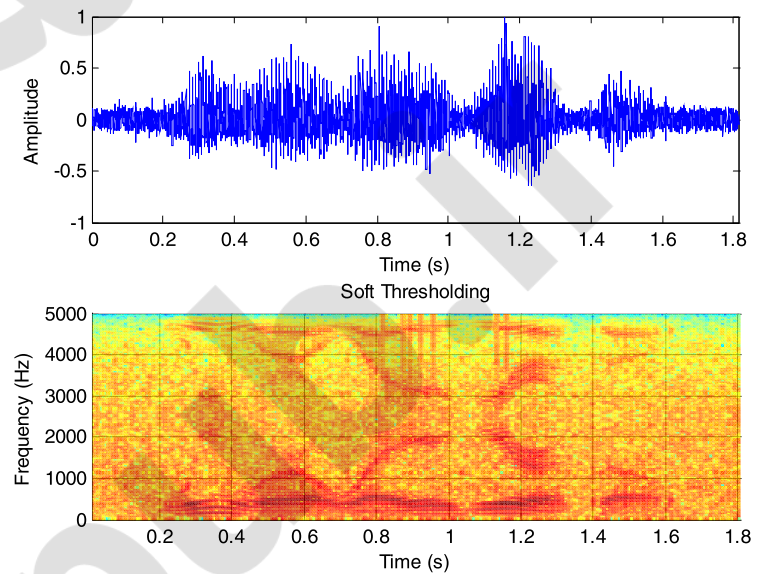 1
0.5
0
-0.5
-1
Amplitude
0 0.2 0.4 0.6 0.8 1 1.2 1.4 1.6 1.8
Time (s)
Soft Thresholding
5000
4000
3000
2000
1000
0
Frequency (Hz)
0.2 0.4 0.6 0.8 1 1.2 1.4 1.6 1.8
Time (s)